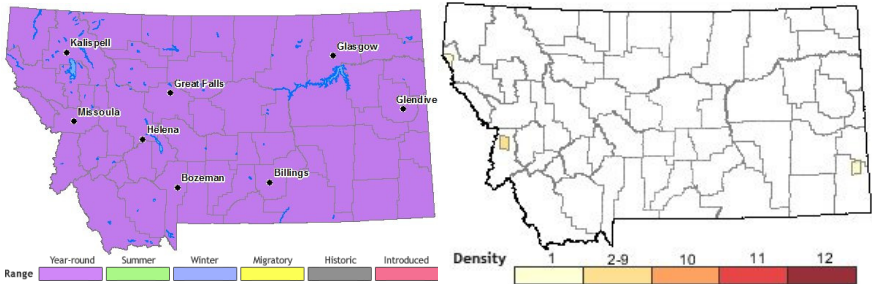 Kalispell
Glasgow
Great Falls
Glendive
Missoula
Helena
Bozeman
Billings
Range Year-round Summer Winter Migratory Historic Introduced
Density 1 2-9 10 11 12